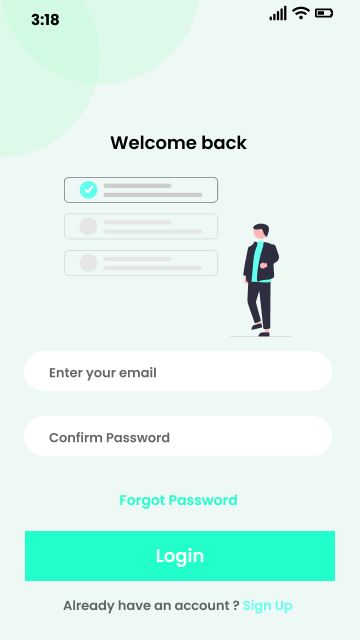 3:18
Welcome back
Enter your email
Confirm Password
Forgot Password
Login
Already have an account ? Sign Up